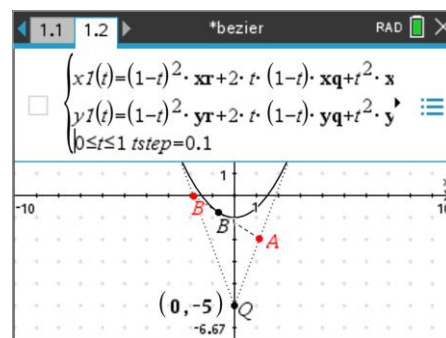 1.1 1.2 *bezier RAD
x1(t)=(1-t)²· xr+2· t· (1-t)· xq+t²· x
y1(t)=(1-t)²· yr+2· t· (1-t)· yq+t²· y
0≤t≤1 tstep=0.1
1
-10 B 1 10
B A
(0,-5) Q
-6.67